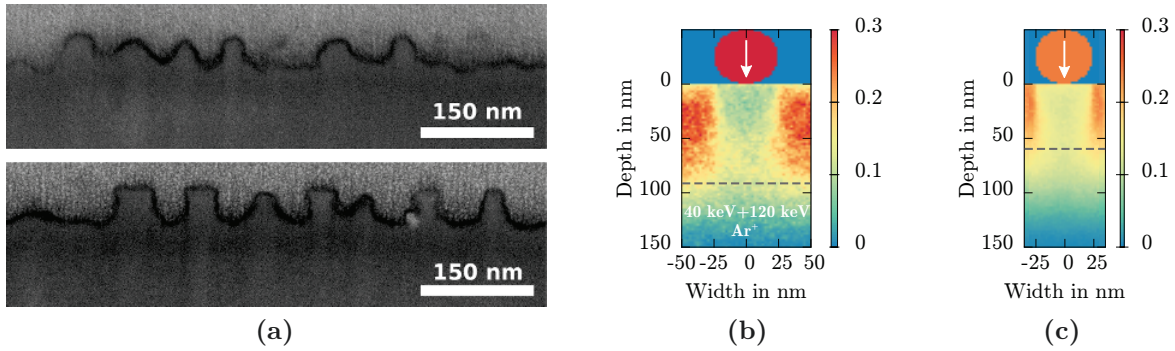 150 nm
150 nm
(a)
Depth in nm
0
50
100
150
40 keV+120 keV
Ar⁺
-50 -25 0 25 50
Width in nm
0.3
0.2
0.1
0
(b)
Depth in nm
0
50
100
150
-25 0 25
Width in nm
0.3
0.2
0.1
0
(c)